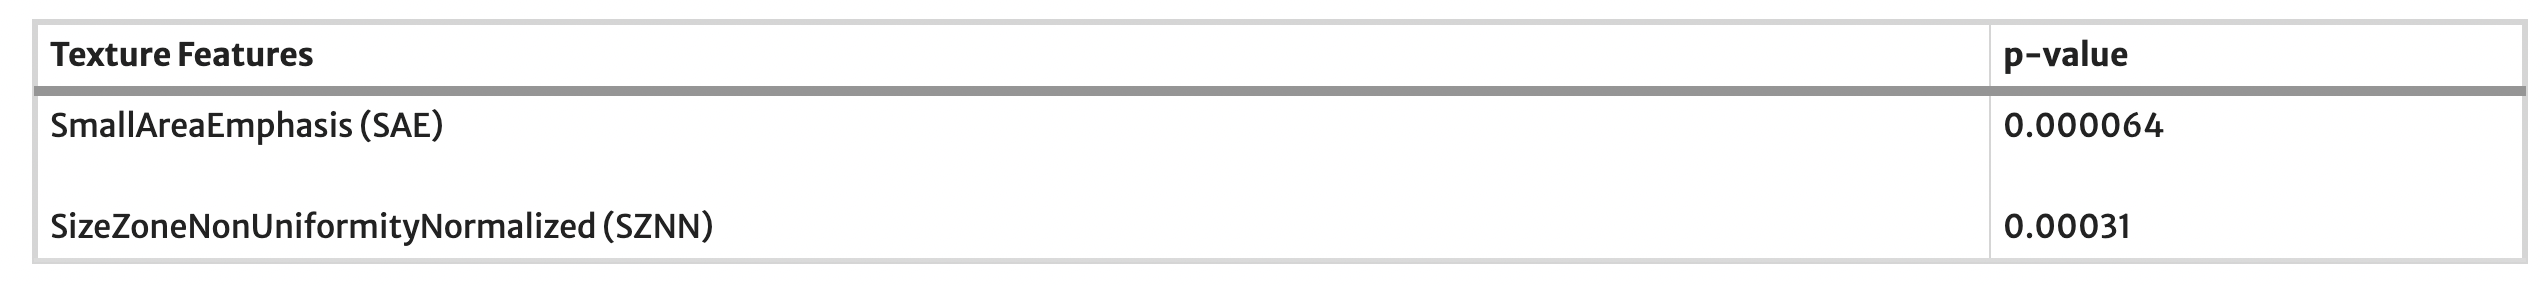 Texture Features p-value
SmallAreaEmphasis (SAE) 0.000064
SizeZoneNonUniformityNormalized (SZNN) 0.00031